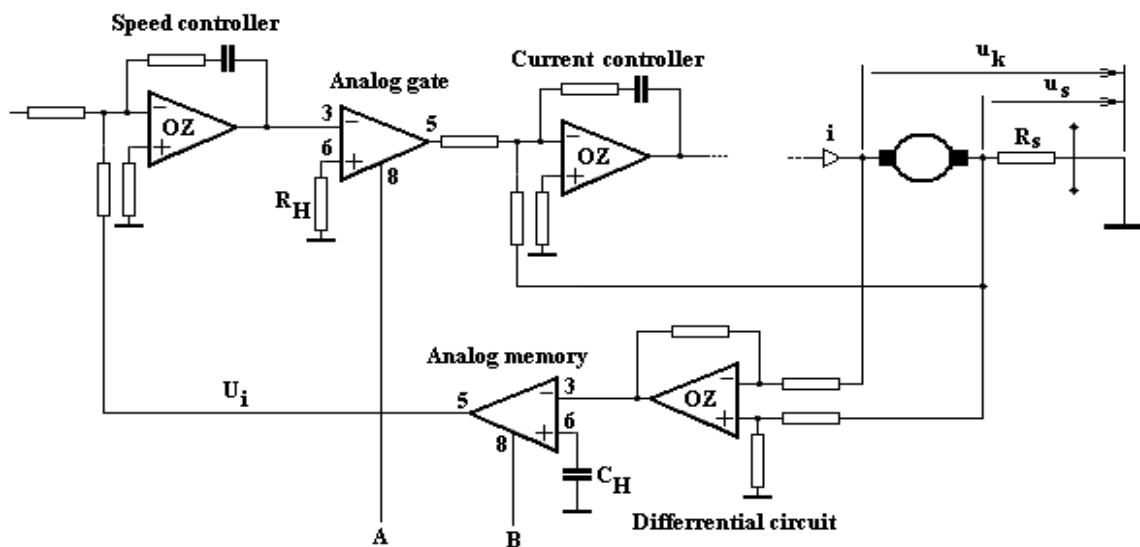 Speed controller
Analog gate
Current controller
u k
u s
i
R s
OZ
3
5
6
8
R H
OZ
Analog memory
U i
5
3
6
8
OZ
C H
A
B
Differrential circuit